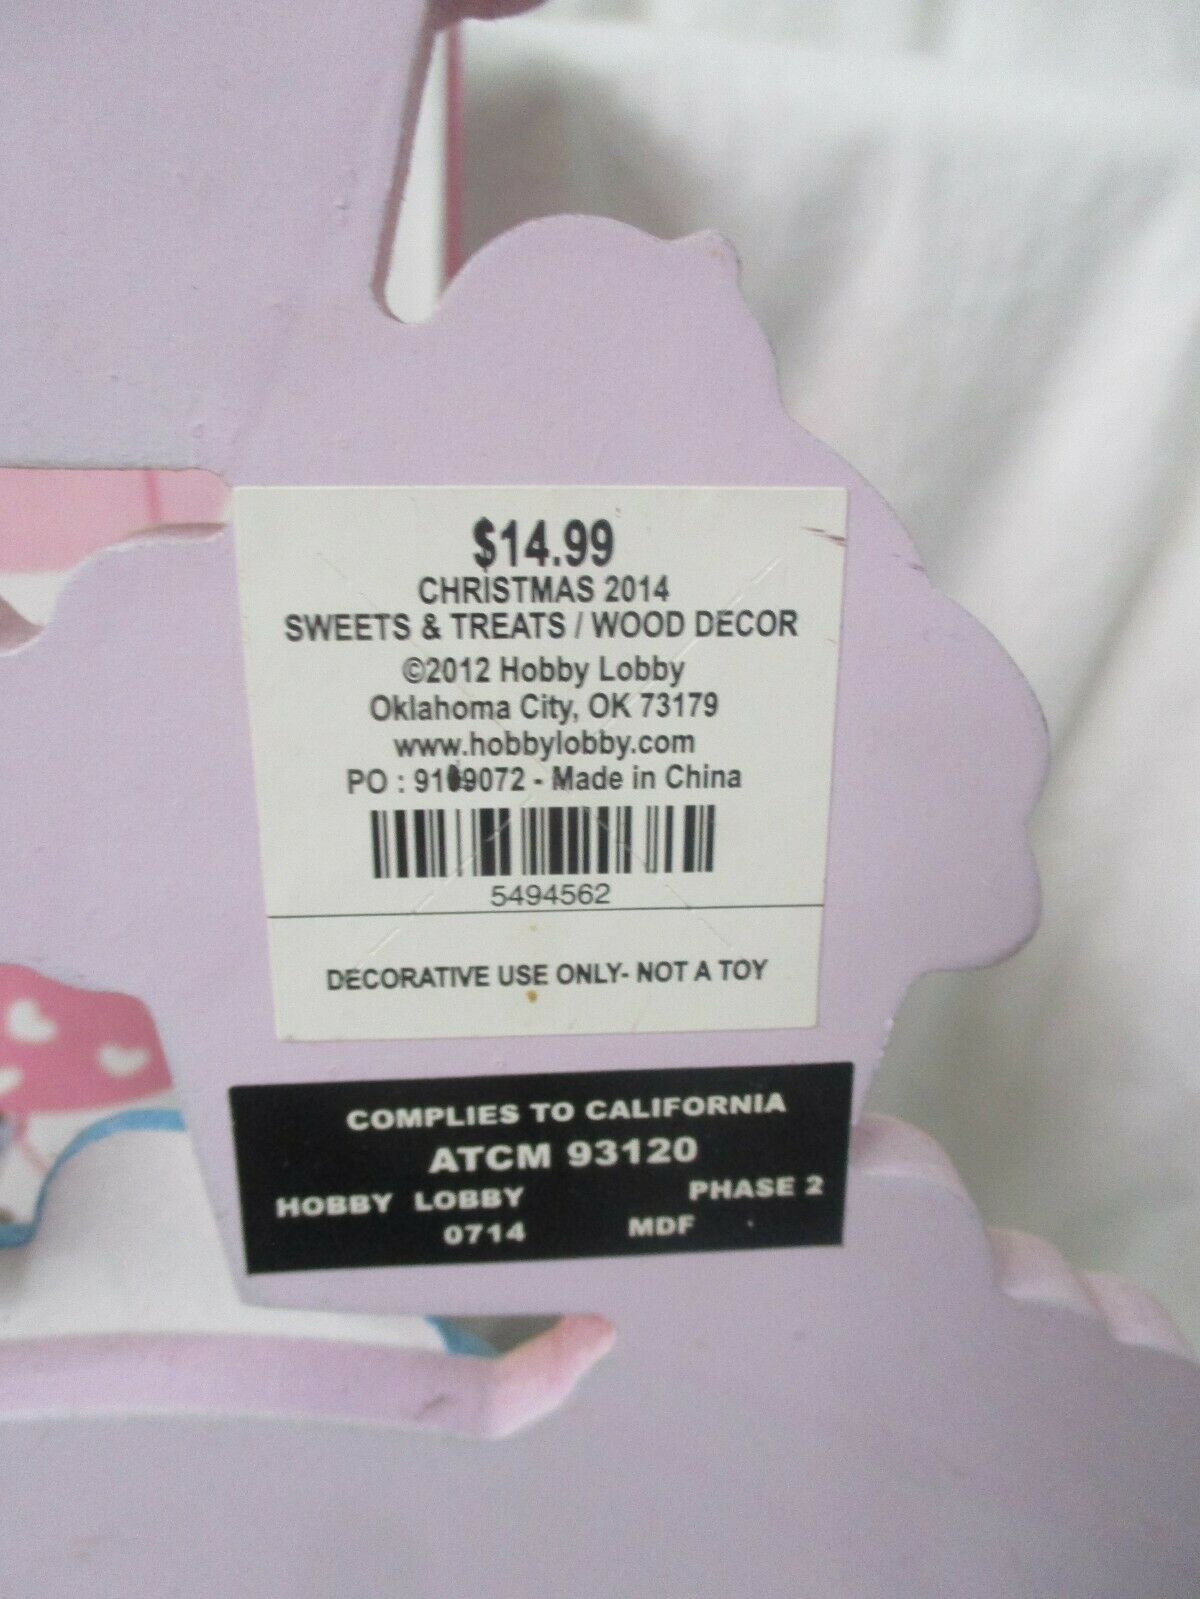 $14.99
CHRISTMAS 2014
SWEETS & TREATS / WOOD DECOR
©2012 Hobby Lobby
Oklahoma City, OK 73179
www.hobbylobby.com
PO : - Made in China
5494562
DECORATIVE USE ONLY- NOT A TOY
COMPLIES TO CALIFORNIA
ATCM 93120
HOBBY LOBBY PHASE 2
0714 MDF